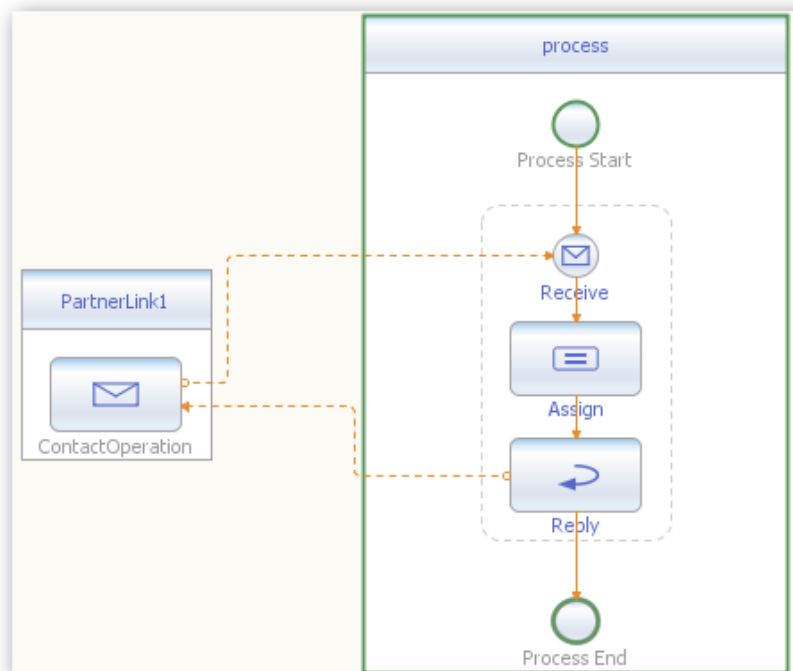 process
Process Start
Receive
PartnerLink1
Assign
ContactOperation
Reply
Process End